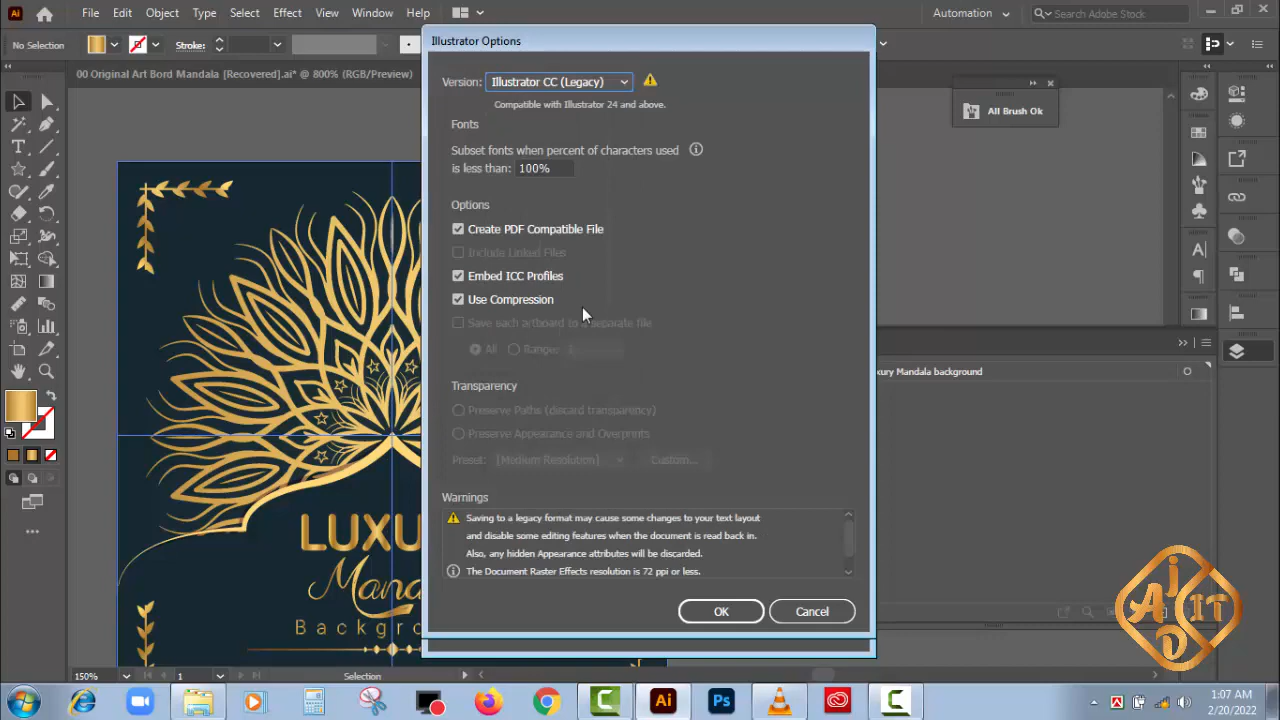 Ai File Edit Object Type Select Effect View Window Help Automation Search Adobe Stock
No Selection Stroke:
00 Original Art Bord Mandala [Recovered].ai* @ 800% (RGB/Preview)
All Brush Ok
Luxury Mandala background
Illustrator Options
Version: Illustrator CC (Legacy)
Compatible with Illustrator 24 and above.
Fonts
Subset fonts when percent of characters used
is less than: 100%
Options
Create PDF Compatible File
Include Linked Files
Embed ICC Profiles
Use Compression
Save each artboard to a separate file
All Range:
Transparency
Preserve Paths (discard transparency)
Preserve Appearance and Overprints
Preset: [Medium Resolution] Custom...
Warnings
Saving to a legacy format may cause some changes to your text layout
and disable some editing features when the document is read back in.
Also, any hidden Appearance attributes will be discarded.
The Document Raster Effects resolution is 72 ppi or less.
OK Cancel
LUXU
Mand
Backgr
150% 1 Selection
Ai Ps
1:07 AM
2/20/2022